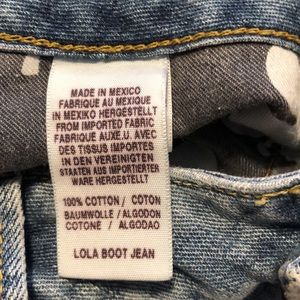 MADE IN MEXICO
FABRIQUE AU MEXIQUE
IN MEXIKO HERGESTELLT
FROM IMPORTED FABRIC
FABRIQUE AUX E.U. AVEC
DES TISSUS IMPORTES
IN DEN VEREINIGTEN
STAATEN AUS IMPORTIERTER
WARE HERGESTELLT
100% COTTON / COTON
BAUMWOLLE / ALGODON
COTONE / ALGODAO
LOLA BOOT JEAN